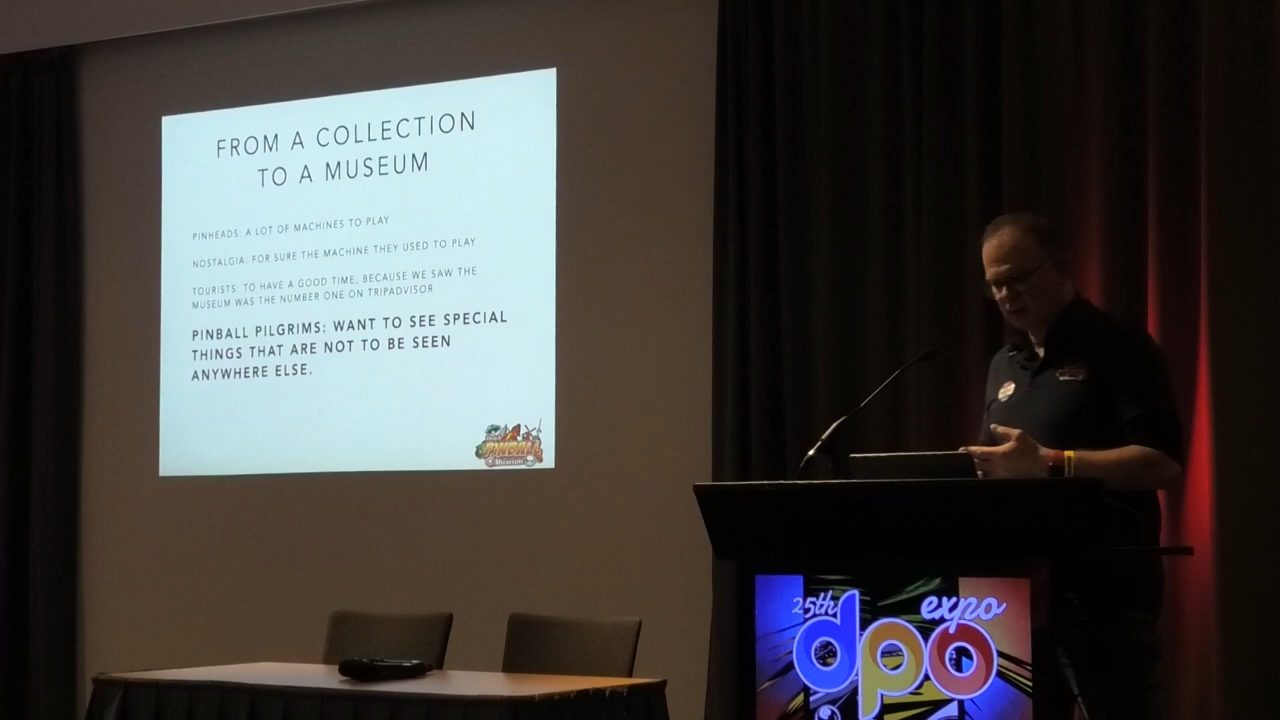 FROM A COLLECTION
TO A MUSEUM
PINHEADS: A LOT OF MACHINES TO PLAY
NOSTALGIA: FOR SURE THE MACHINE THEY USED TO PLAY
TOURISTS: TO HAVE A GOOD TIME, BECAUSE WE SAW THE
MUSEUM WAS THE NUMBER ONE ON TRIPADVISOR
PINBALL PILGRIMS: WANT TO SEE SPECIAL
THINGS THAT ARE NOT TO BE SEEN
ANYWHERE ELSE.
PINBALL
MUSEUM
25th expo
dpo